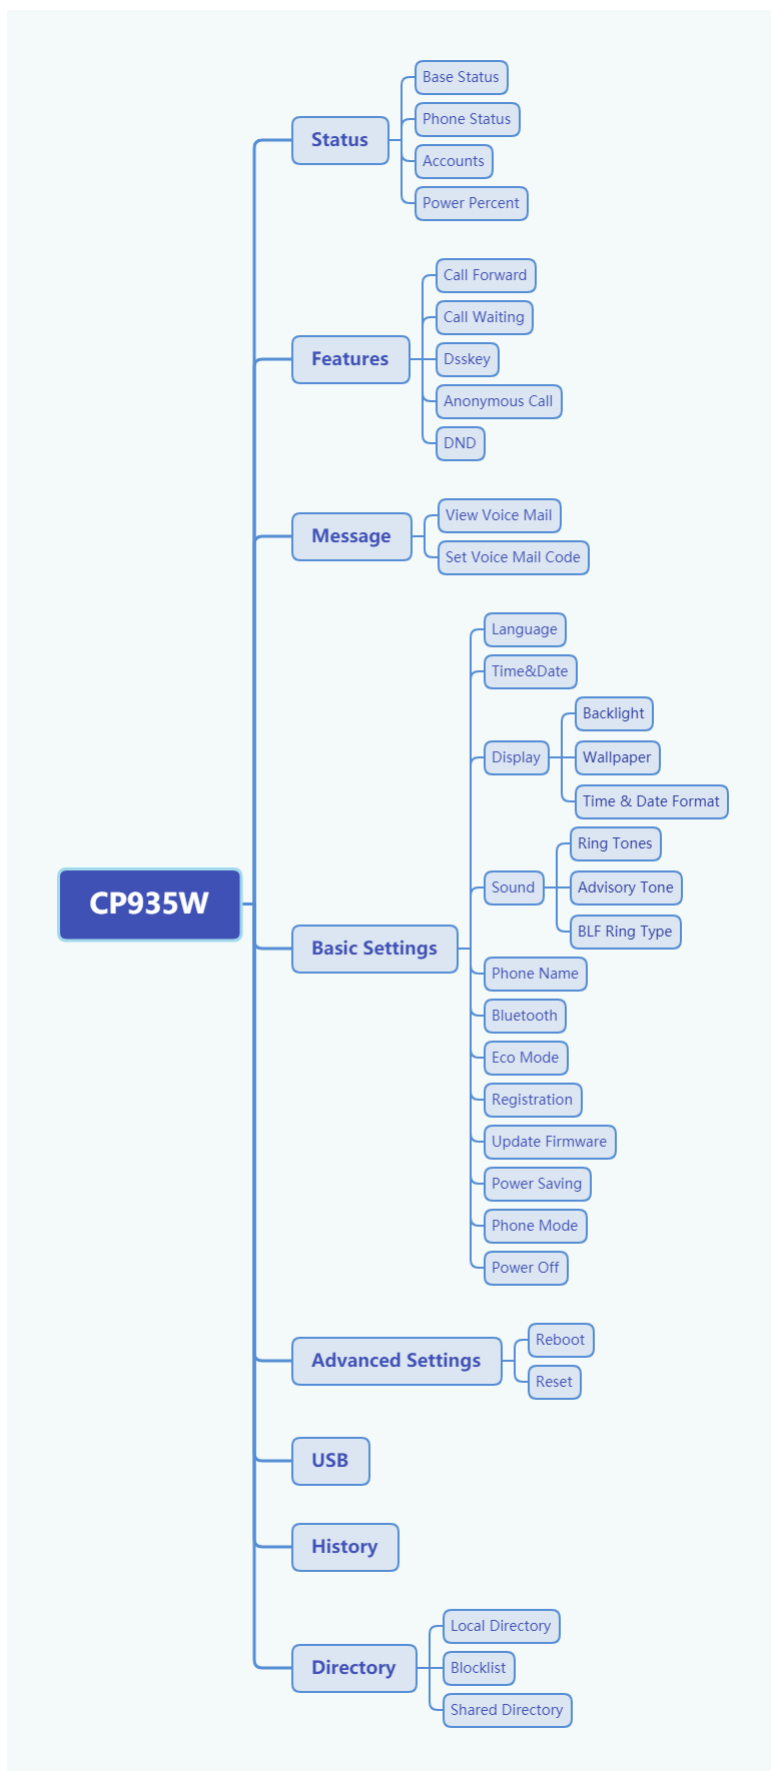 CP935W
Status
Base Status
Phone Status
Accounts
Power Percent
Features
Call Forward
Call Waiting
Dsskey
Anonymous Call
DND
Message
View Voice Mail
Set Voice Mail Code
Basic Settings
Language
Time&Date
Display
Backlight
Wallpaper
Time & Date Format
Sound
Ring Tones
Advisory Tone
BLF Ring Type
Phone Name
Bluetooth
Eco Mode
Registration
Update Firmware
Power Saving
Phone Mode
Power Off
Advanced Settings
Reboot
Reset
USB
History
Directory
Local Directory
Blocklist
Shared Directory